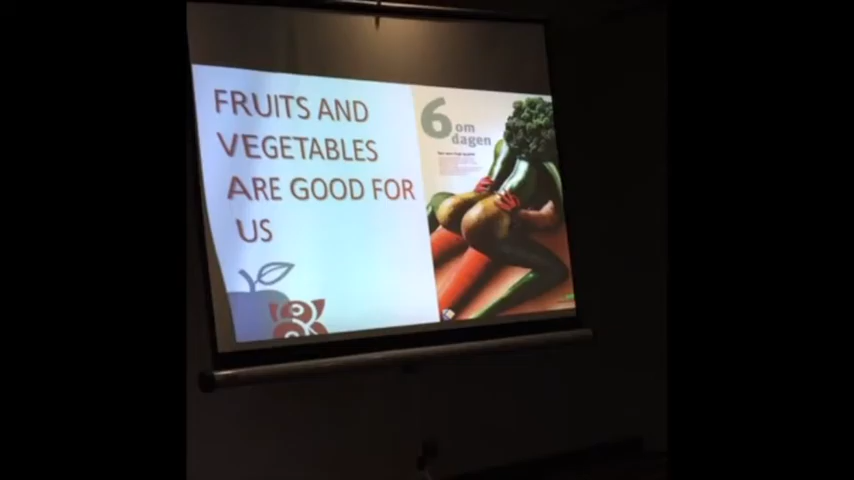 FRUITS AND
VEGETABLES
ARE GOOD FOR
US
6 om
dagen